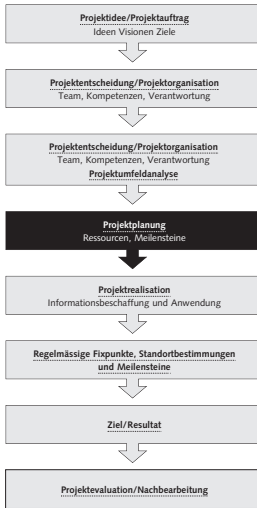 Projektidee/Projektauftrag
Ideen Visionen Ziele
Projektentscheidung/Projektorganisation
Team, Kompetenzen, Verantwortung
Projektentscheidung/Projektorganisation
Team, Kompetenzen, Verantwortung
Projektumfeldanalyse
Projektplanung
Ressourcen, Meilensteine
Projektrealisation
Informationsbeschaffung und Anwendung
Regelmässige Fixpunkte, Standortbestimmungen
und Meilensteine
Ziel/Resultat
Projektevaluation/Nachbearbeitung